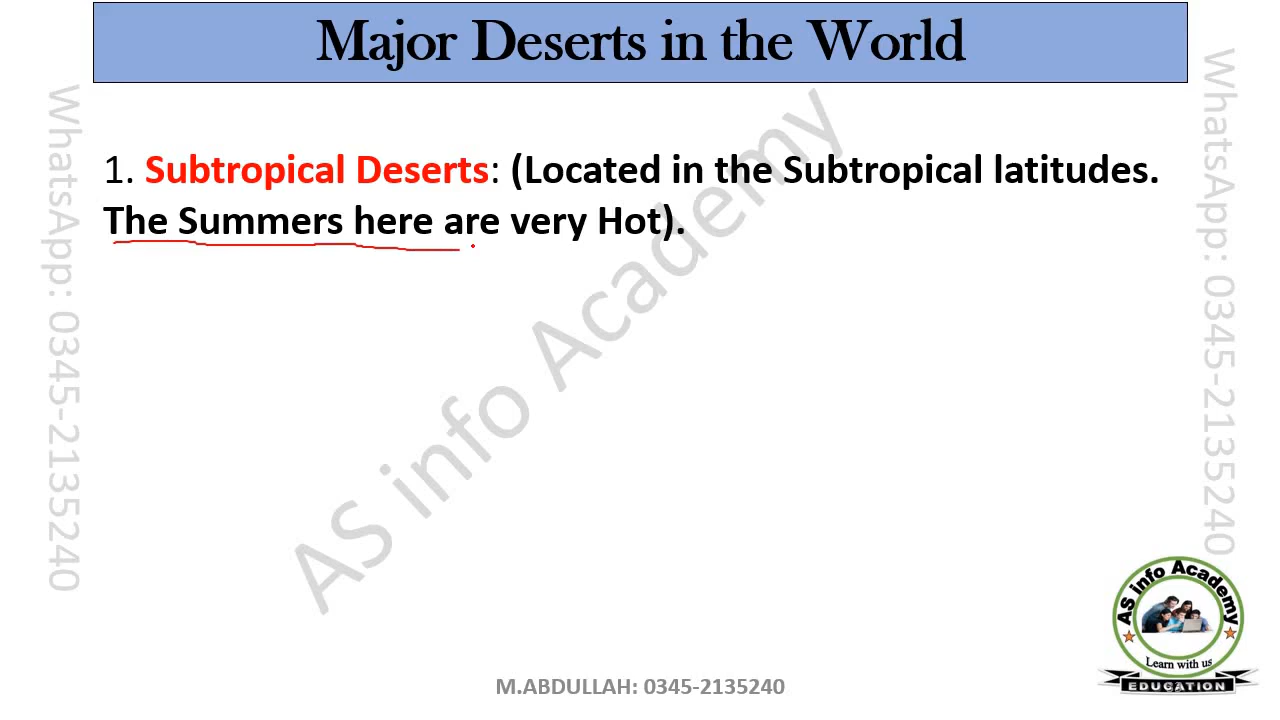 Major Deserts in the World
1. Subtropical Deserts: (Located in the Subtropical latitudes.
The Summers here are very Hot).
AS info Academy
WhatsApp: 0345-2135240
WhatsApp: 0345-2135240
AS info Academy
Learn with us
EDUCATION
M.ABDULLAH: 0345-2135240